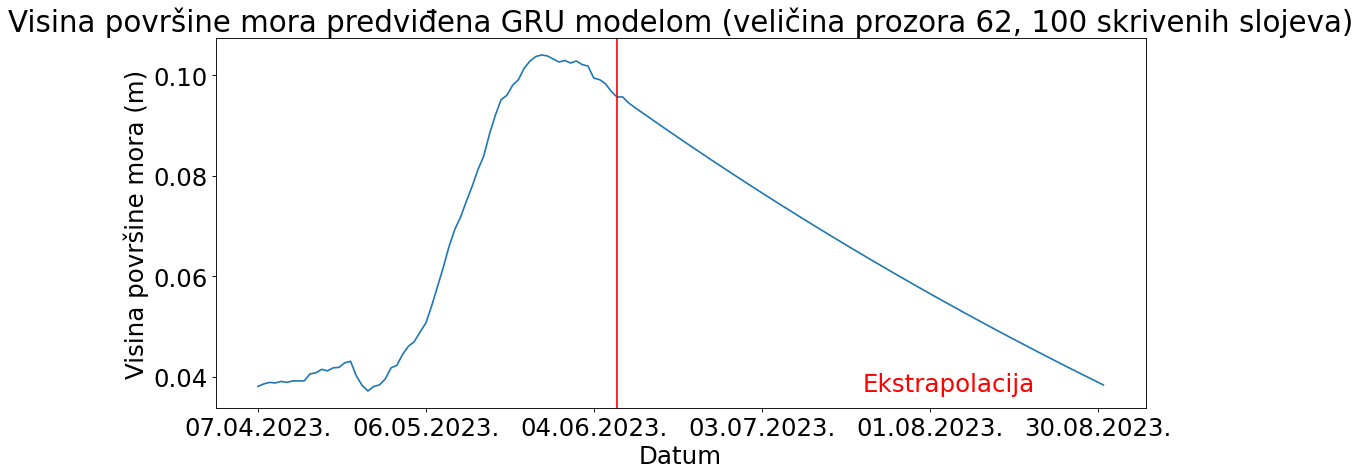 Visina površine mora predviđena GRU modelom (veličina prozora 62, 100 skrivenih slojeva)
Visina površine mora (m)
0.10
0.08
0.06
0.04
Ekstrapolacija
07.04.2023. 06.05.2023. 04.06.2023. 03.07.2023. 01.08.2023. 30.08.2023.
Datum